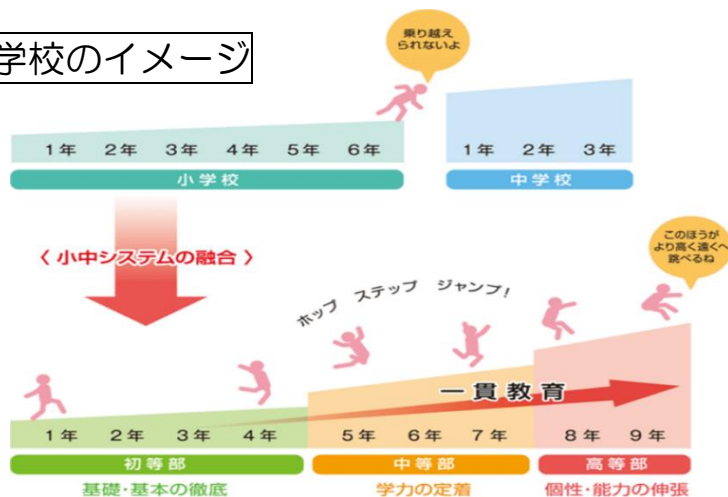 学校のイメージ
乗り越え
られないよ
1年 2年 3年 4年 5年 6年
1年 2年 3年
小学校
中学校
〈 小中システムの融合 〉
このほうが
より高く遠くへ
跳べるね
ホップ ステップ ジャンプ!
一貫教育
1年 2年 3年 4年
5年 6年 7年
8年 9年
初等部
中等部
高等部
基礎・基本の徹底
学力の定着
個性・能力の伸張